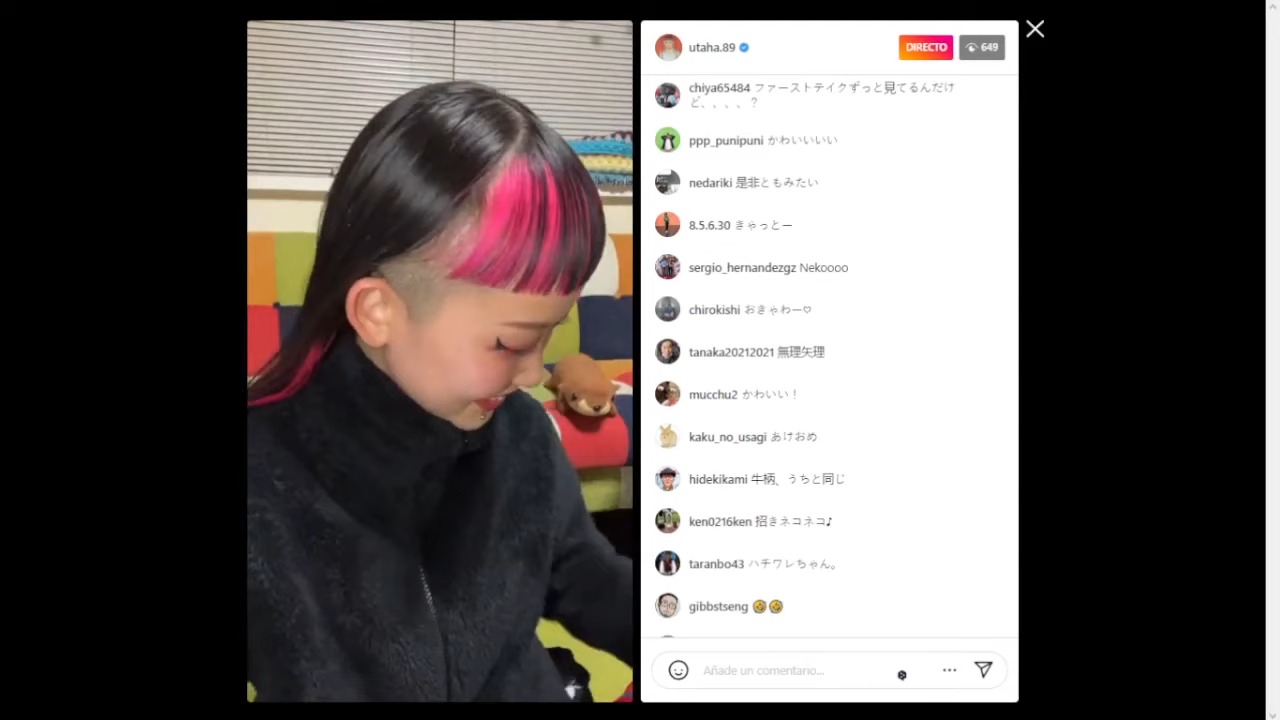 utaha.89
DIRECTO
649
chiya65484 ファーストテイクずっと見てるんだけ
ど、、、、？
ppp_punipuni かわいいいい
nedariki 是非ともみたい
8.5.6.30 きゃっとー
sergio_hernandezgz Nekoooo
chirokishi おきゃわー♡
tanaka20212021 無理矢理
mucchu2 かわいい！
kaku_no_usagi あけおめ
hidekikami 牛柄、うちと同じ
ken0216ken 招きネコネコ♪
taranbo43 ハチワレちゃん。
gibbstseng
Añade un comentario...